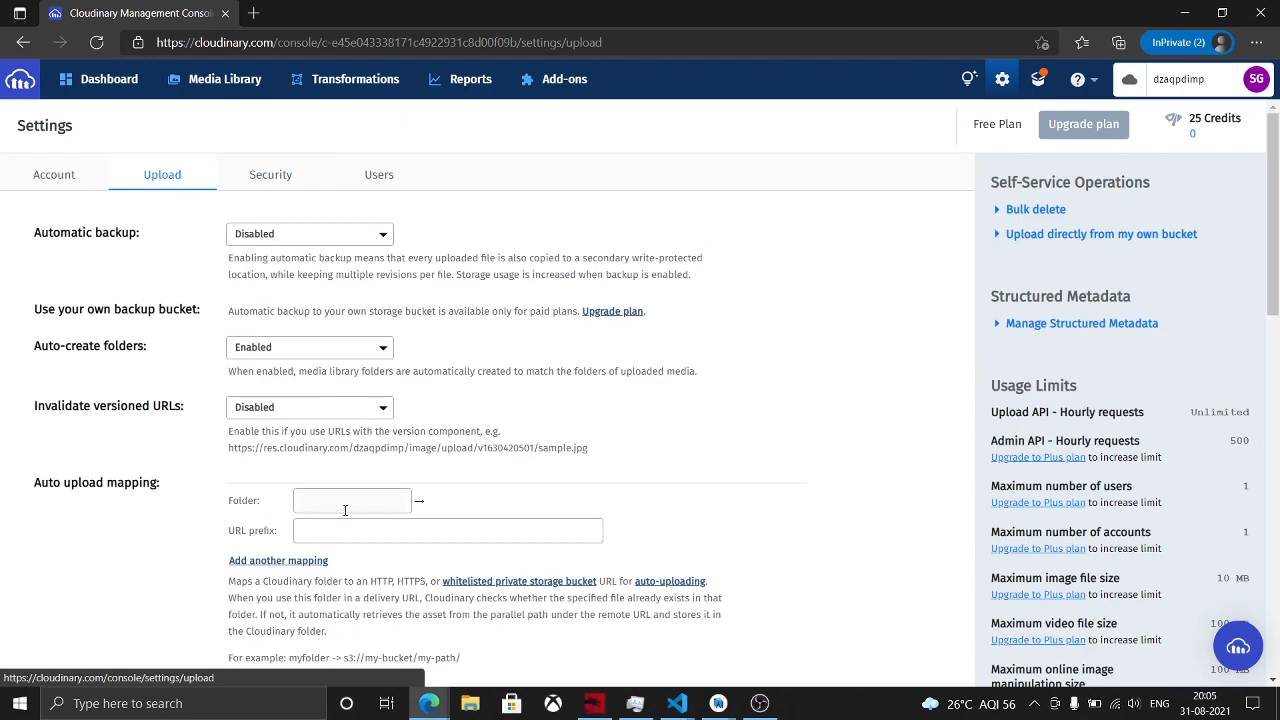 Cloudinary Management Consol
https://cloudinary.com/console/c-e45e043338171c4922931c8d00f09b/settings/upload
InPrivate (2)
Dashboard
Media Library
Transformations
Reports
Add-ons
dzaqpdimp
SG
Settings
Free Plan
Upgrade plan
25 Credits
0
Account
Upload
Security
Users
Automatic backup:
Disabled
Enabling automatic backup means that every uploaded file is also copied to a secondary write-protected
location, while keeping multiple revisions per file. Storage usage is increased when backup is enabled.
Use your own backup bucket:
Automatic backup to your own storage bucket is available only for paid plans. Upgrade plan.
Auto-create folders:
Enabled
When enabled, media library folders are automatically created to match the folders of uploaded media.
Invalidate versioned URLs:
Disabled
Enable this if you use URLs with the version component, e.g.
https://res.cloudinary.com/dzaqpdimp/image/upload/v1630420501/sample.jpg
Auto upload mapping:
Folder:
→
URL prefix:
Add another mapping
Maps a Cloudinary folder to an HTTP, HTTPS, or whitelisted private storage bucket URL for auto-uploading.
When you use this folder in a delivery URL, Cloudinary checks whether the specified file already exists in that
folder. If not, it automatically retrieves the asset from the parallel path under the remote URL and stores it in
the Cloudinary folder.
For example: myfolder -> s3://my-bucket/my-path/
Self-Service Operations
Bulk delete
Upload directly from my own bucket
Structured Metadata
Manage Structured Metadata
Usage Limits
Upload API - Hourly requests Unlimited
Admin API - Hourly requests 500
Upgrade to Plus plan to increase limit
Maximum number of users 1
Upgrade to Plus plan to increase limit
Maximum number of accounts 1
Upgrade to Plus plan to increase limit
Maximum image file size 10 MB
Upgrade to Plus plan to increase limit
Maximum video file size
Upgrade to Plus plan to increase limit
Maximum online image
manipulation size
https://cloudinary.com/console/settings/upload
Type here to search
26°C AQI 56
ENG
20:05
31-08-2021